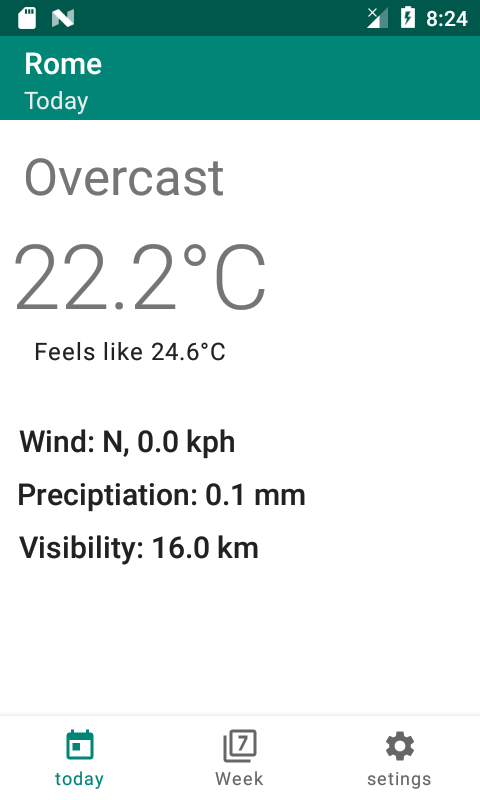 8:24
Rome
Today
Overcast
22.2°C
Feels like 24.6°C
Wind: N, 0.0 kph
Preciptiation: 0.1 mm
Visibility: 16.0 km
7
today
Week
setings